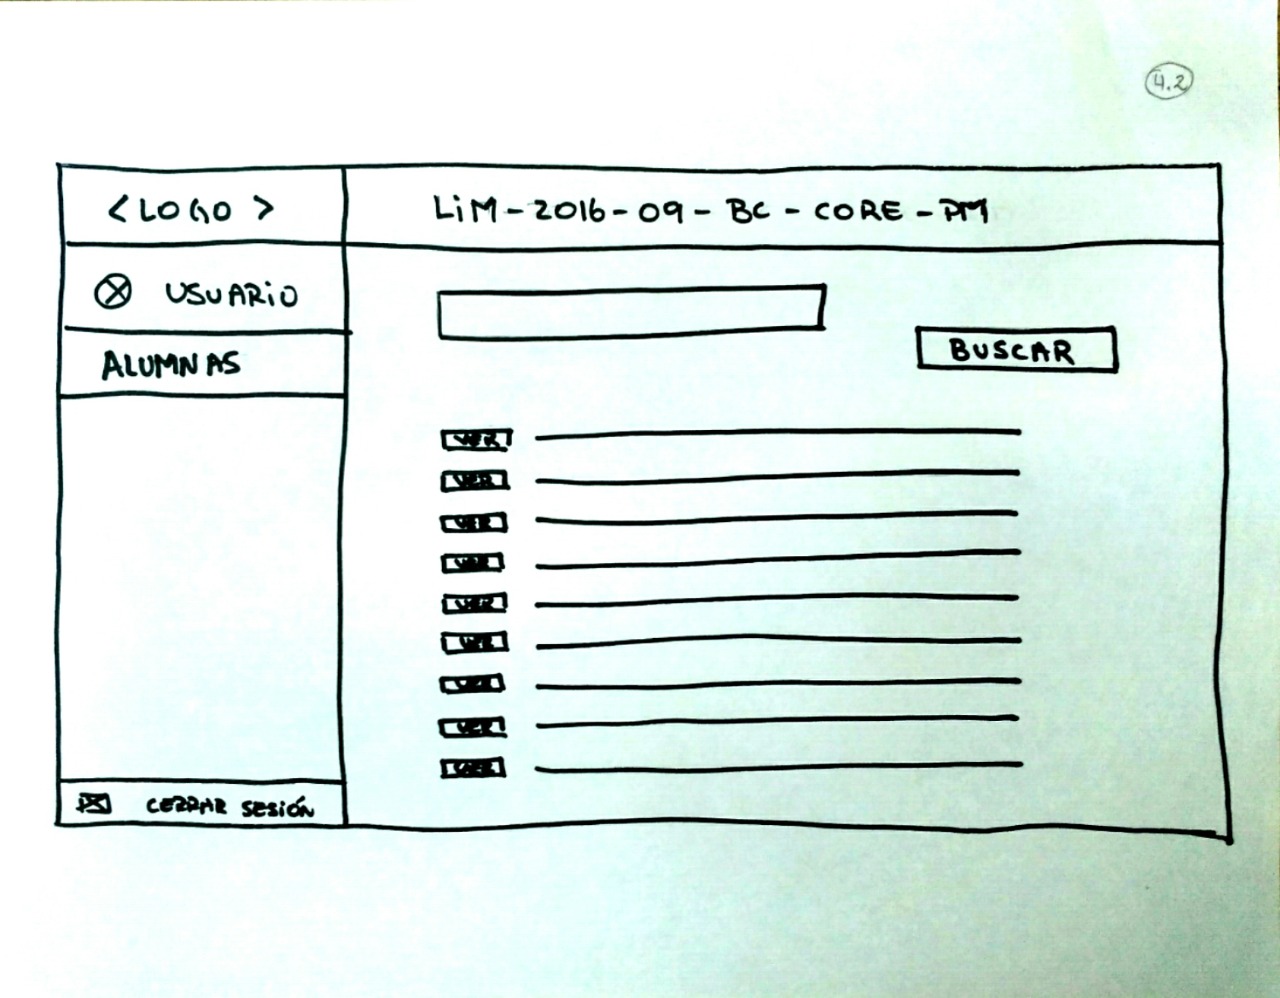 4.2
<LOGO>
LiM-2016-09-BC-CORE-PM
USUARiO
ALUMNAS
BUSCAR
VER
VER
VER
VER
VER
VER
VER
VER
VER
CERRAR SESiÓN